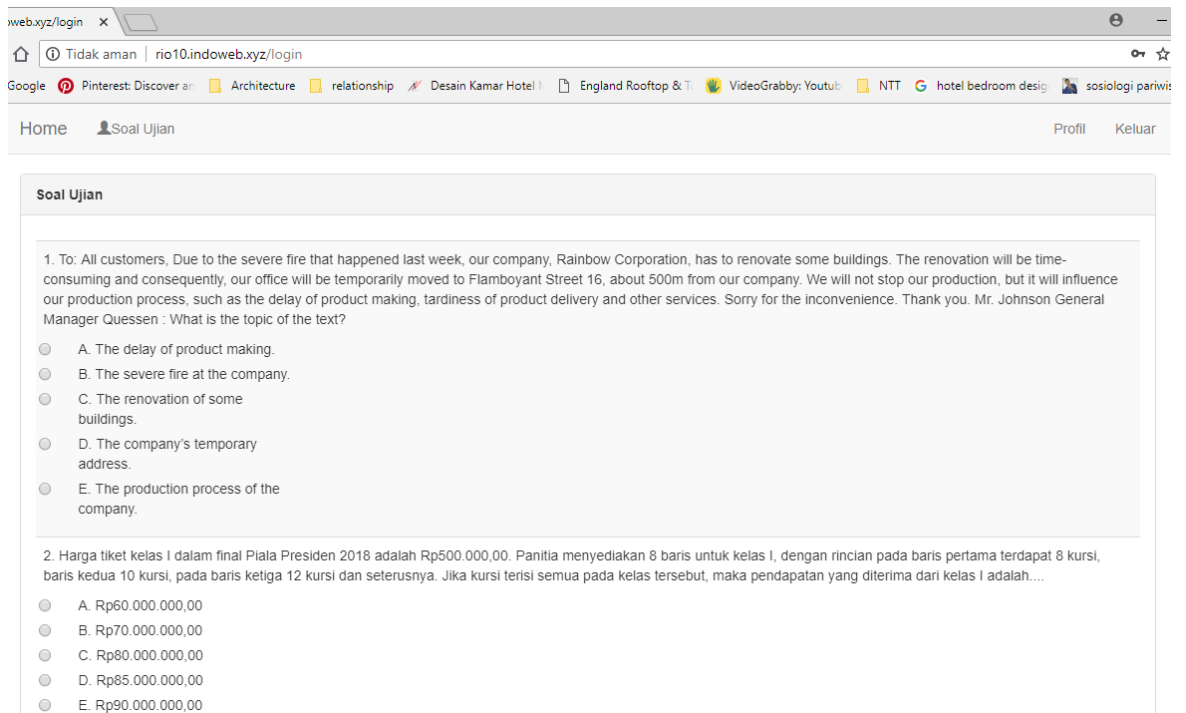 oweb.xyz/login
Tidak aman | rio10.indoweb.xyz/login
Google Pinterest: Discover an Architecture relationship Desain Kamar Hotel England Rooftop & T VideoGrabby: Youtub NTT hotel bedroom desig sosiologi pariwis
Home Soal Ujian Profil Keluar
Soal Ujian
1. To: All customers, Due to the severe fire that happened last week, our company, Rainbow Corporation, has to renovate some buildings. The renovation will be time-
consuming and consequently, our office will be temporarily moved to Flamboyant Street 16, about 500m from our company. We will not stop our production, but it will influence
our production process, such as the delay of product making, tardiness of product delivery and other services. Sorry for the inconvenience. Thank you. Mr. Johnson General
Manager Quessen : What is the topic of the text?
A. The delay of product making.
B. The severe fire at the company.
C. The renovation of some
buildings.
D. The company's temporary
address.
E. The production process of the
company.
2. Harga tiket kelas I dalam final Piala Presiden 2018 adalah Rp500.000,00. Panitia menyediakan 8 baris untuk kelas I, dengan rincian pada baris pertama terdapat 8 kursi,
baris kedua 10 kursi, pada baris ketiga 12 kursi dan seterusnya. Jika kursi terisi semua pada kelas tersebut, maka pendapatan yang diterima dari kelas I adalah....
A. Rp60.000.000,00
B. Rp70.000.000,00
C. Rp80.000.000,00
D. Rp85.000.000,00
E. Rp90.000.000,00